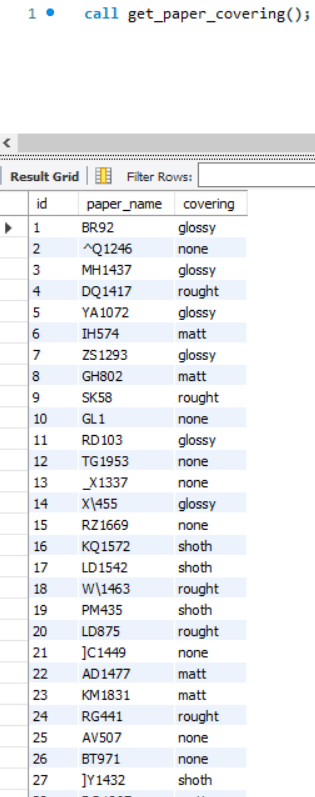 1 call get_paper_covering();
Result Grid Filter Rows:
id paper_name covering
1 BR92 glossy
2 ^Q1246 none
3 MH1437 glossy
4 DQ1417 rought
5 YA1072 glossy
6 IH574 matt
7 ZS1293 glossy
8 GH802 matt
9 SK58 rought
10 GL1 none
11 RD103 glossy
12 TG1953 none
13 _X1337 none
14 X\455 glossy
15 RZ1669 none
16 KQ1572 shoth
17 LD1542 shoth
18 W\1463 rought
19 PM435 shoth
20 LD875 rought
21 ]C1449 none
22 AD1477 matt
23 KM1831 matt
24 RG441 rought
25 AV507 none
26 BT971 none
27 ]Y1432 shoth